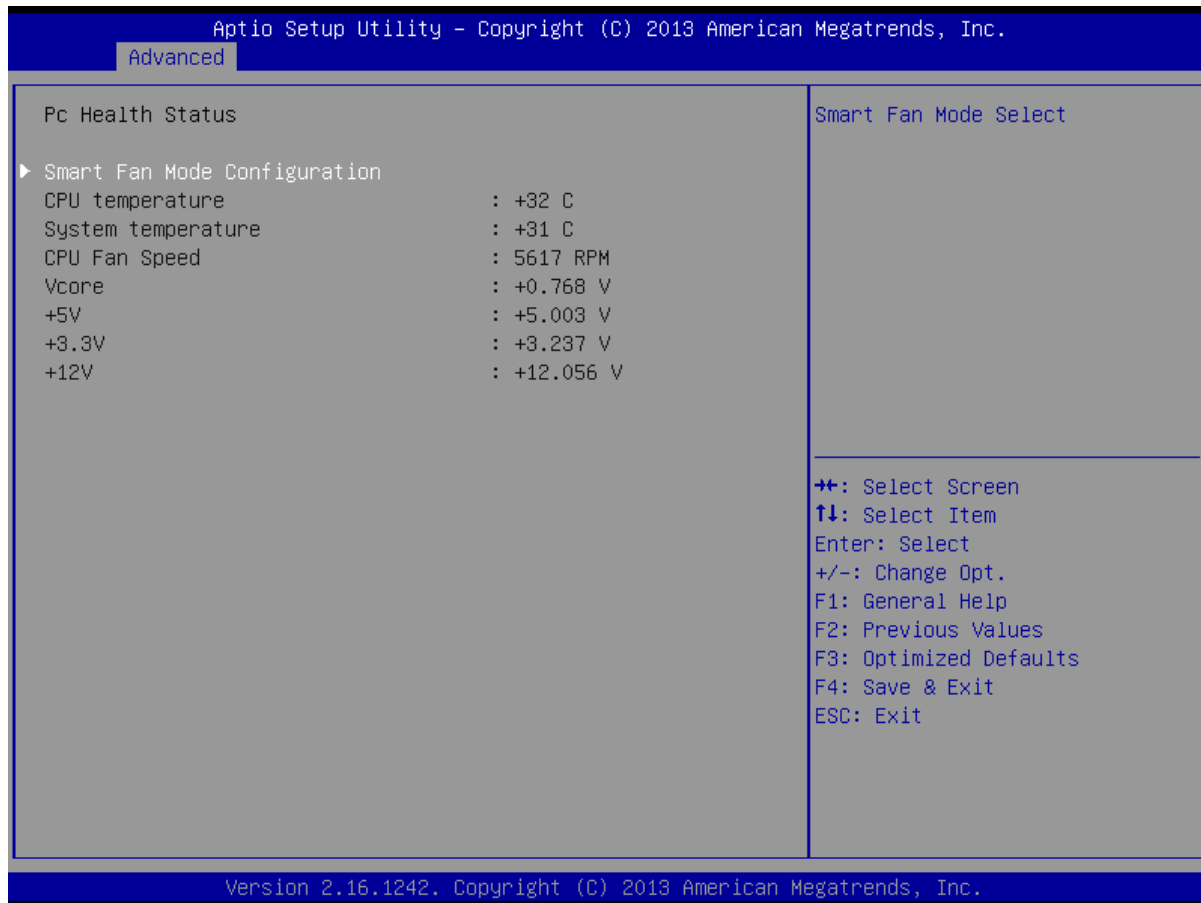 Aptio Setup Utility – Copyright (C) 2013 American Megatrends, Inc.
Advanced
Pc Health Status
Smart Fan Mode Configuration
CPU temperature : +32 C
System temperature : +31 C
CPU Fan Speed : 5617 RPM
Vcore : +0.768 V
+5V : +5.003 V
+3.3V : +3.237 V
+12V : +12.056 V
Smart Fan Mode Select
→←: Select Screen
↑↓: Select Item
Enter: Select
+/-: Change Opt.
F1: General Help
F2: Previous Values
F3: Optimized Defaults
F4: Save & Exit
ESC: Exit
Version 2.16.1242. Copyright (C) 2013 American Megatrends, Inc.